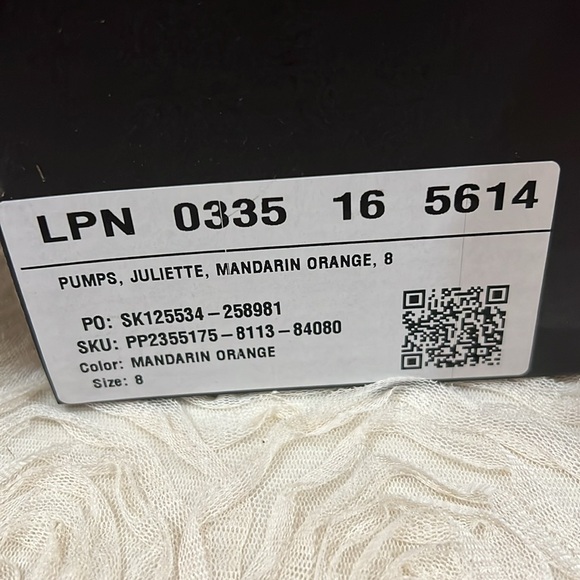 LPN 0335 16 5614
PUMPS, JULIETTE, MANDARIN ORANGE, 8
PO: SK125534-258981
SKU: PP2355175-8113-84080
Color: MANDARIN ORANGE
Size: 8